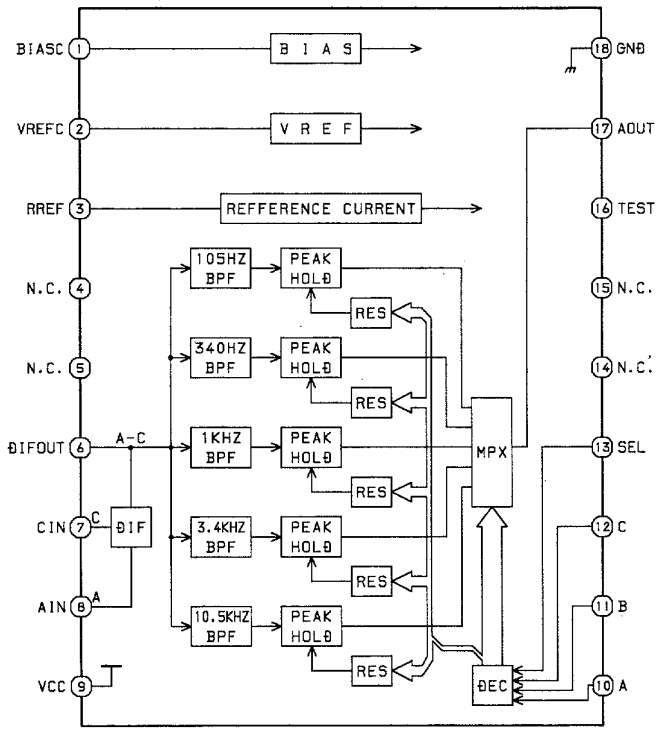 BIASC 1 B I A S 18 GND
VREFC 2 V R E F 17 AOUT
RREF 3 REFFERENCE CURRENT 16 TEST
105HZ BPF
PEAK HOLD
RES
N.C. 4
15 N.C.
340HZ BPF
PEAK HOLD
RES
N.C. 5
14 N.C.
DIFOUT 6 A-C
1KHZ BPF
PEAK HOLD
RES
MPX
13 SEL
CIN 7 C DIF
3.4KHZ BPF
PEAK HOLD
RES
12 C
AIN 8 A
10.5KHZ BPF
PEAK HOLD
RES
11 B
VCC 9
DEC
10 A